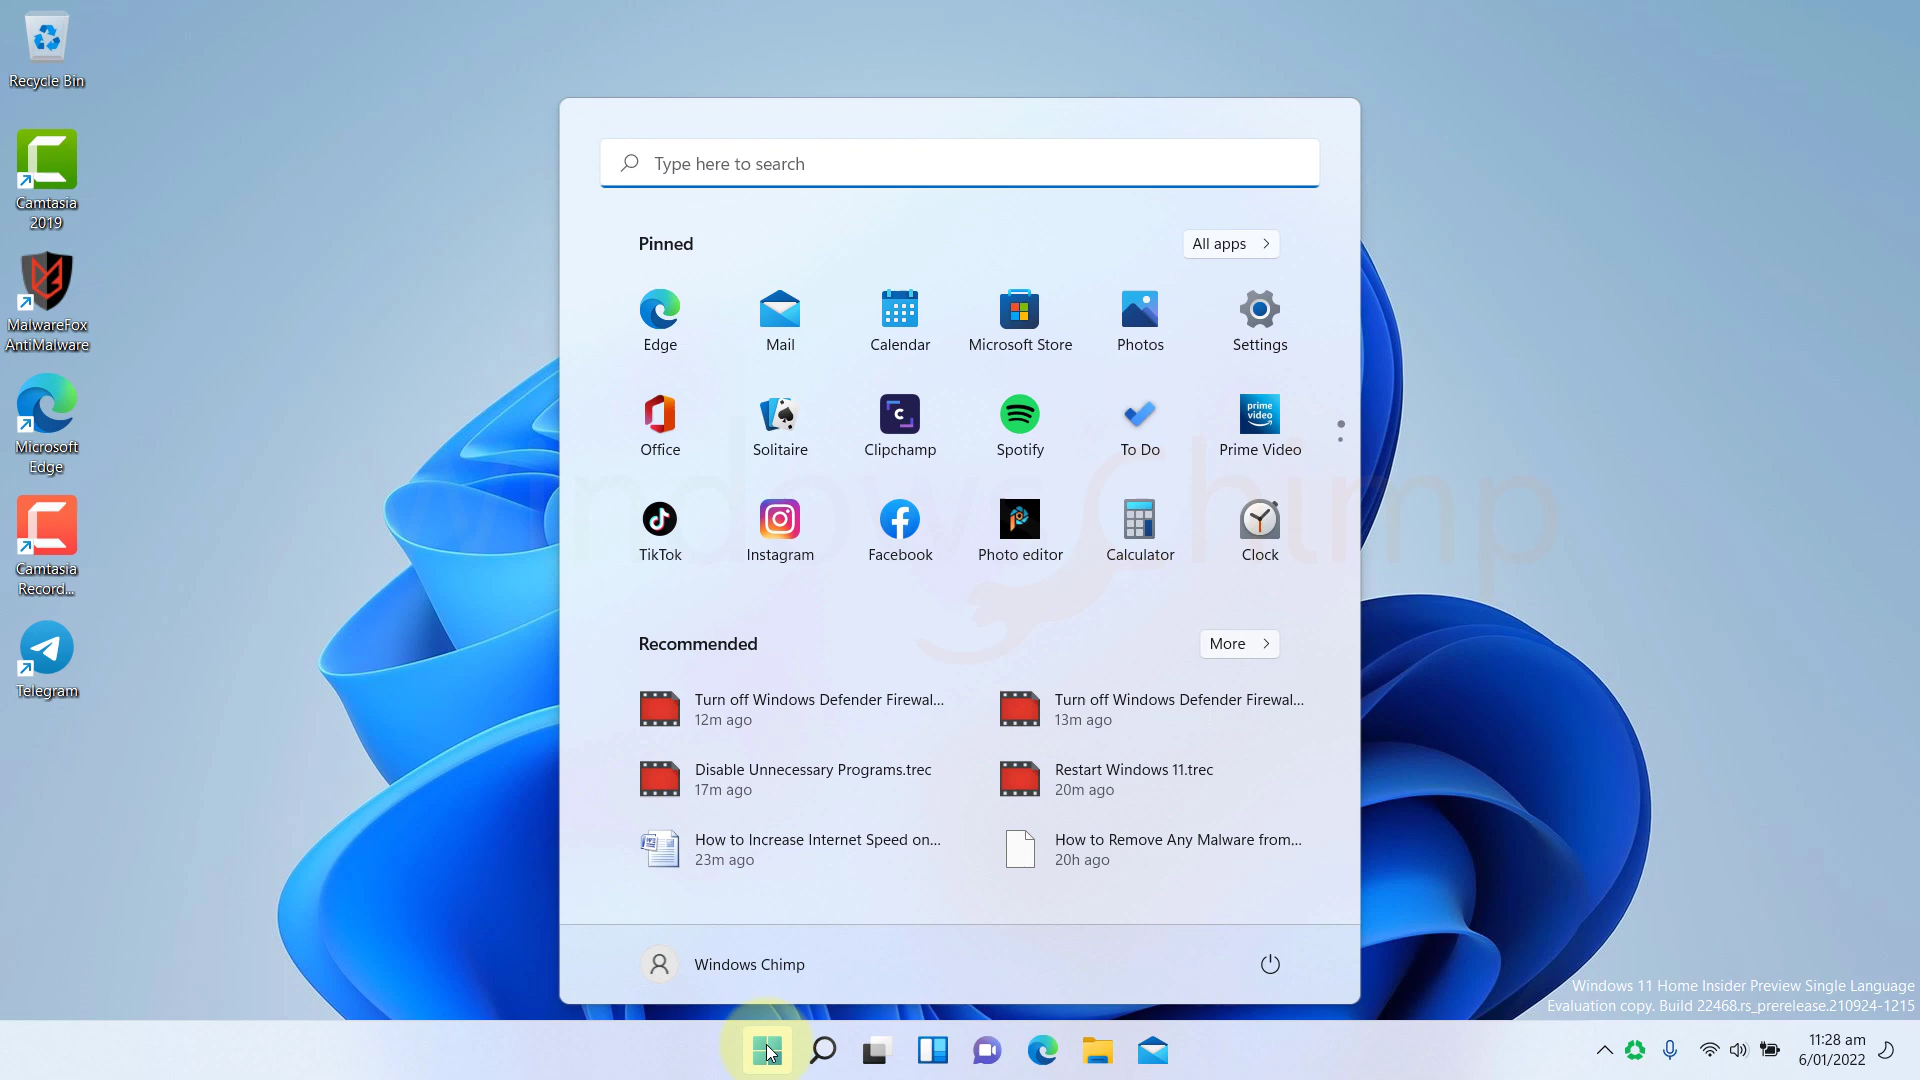 Recycle Bin
Camtasia
2019
MalwareFox
AntiMalware
Microsoft
Edge
Camtasia
Record...
Telegram
Type here to search
Pinned
All apps
Edge
Mail
Calendar
Microsoft Store
Photos
Settings
Office
Solitaire
Clipchamp
Spotify
To Do
prime
video
Prime Video
TikTok
Instagram
Facebook
Photo editor
Calculator
Clock
Windows Chimp
Recommended
More
Turn off Windows Defender Firewal...
12m ago
Turn off Windows Defender Firewal...
13m ago
Disable Unnecessary Programs.trec
17m ago
Restart Windows 11.trec
20m ago
How to Increase Internet Speed on...
23m ago
How to Remove Any Malware from...
20h ago
Windows Chimp
Windows 11 Home Insider Preview Single Language
Evaluation copy. Build 22468.rs_prerelease.210924-1215
11:28 am
6/01/2022